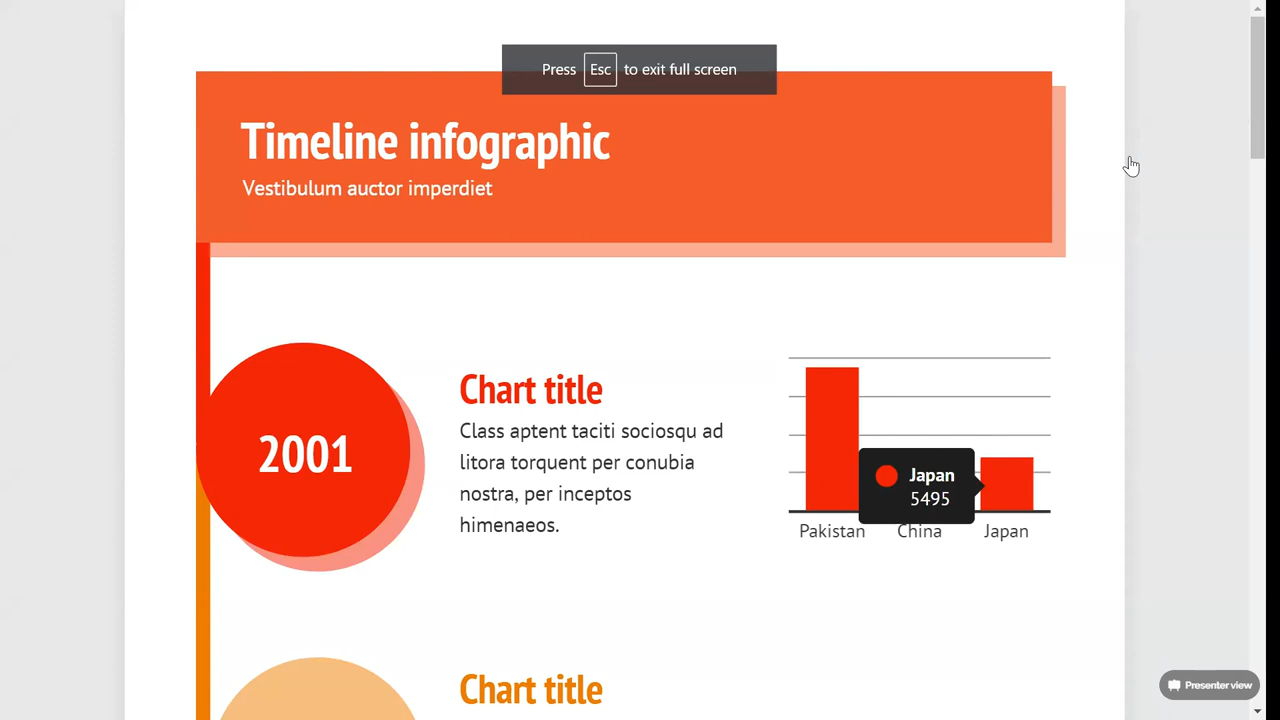 Press Esc to exit full screen
Timeline infographic
Vestibulum auctor imperdiet
2001
Chart title
Class aptent taciti sociosqu ad
litora torquent per conubia
nostra, per inceptos
himenaeos.
Japan
5495
Pakistan China Japan
Chart title
Presenter view